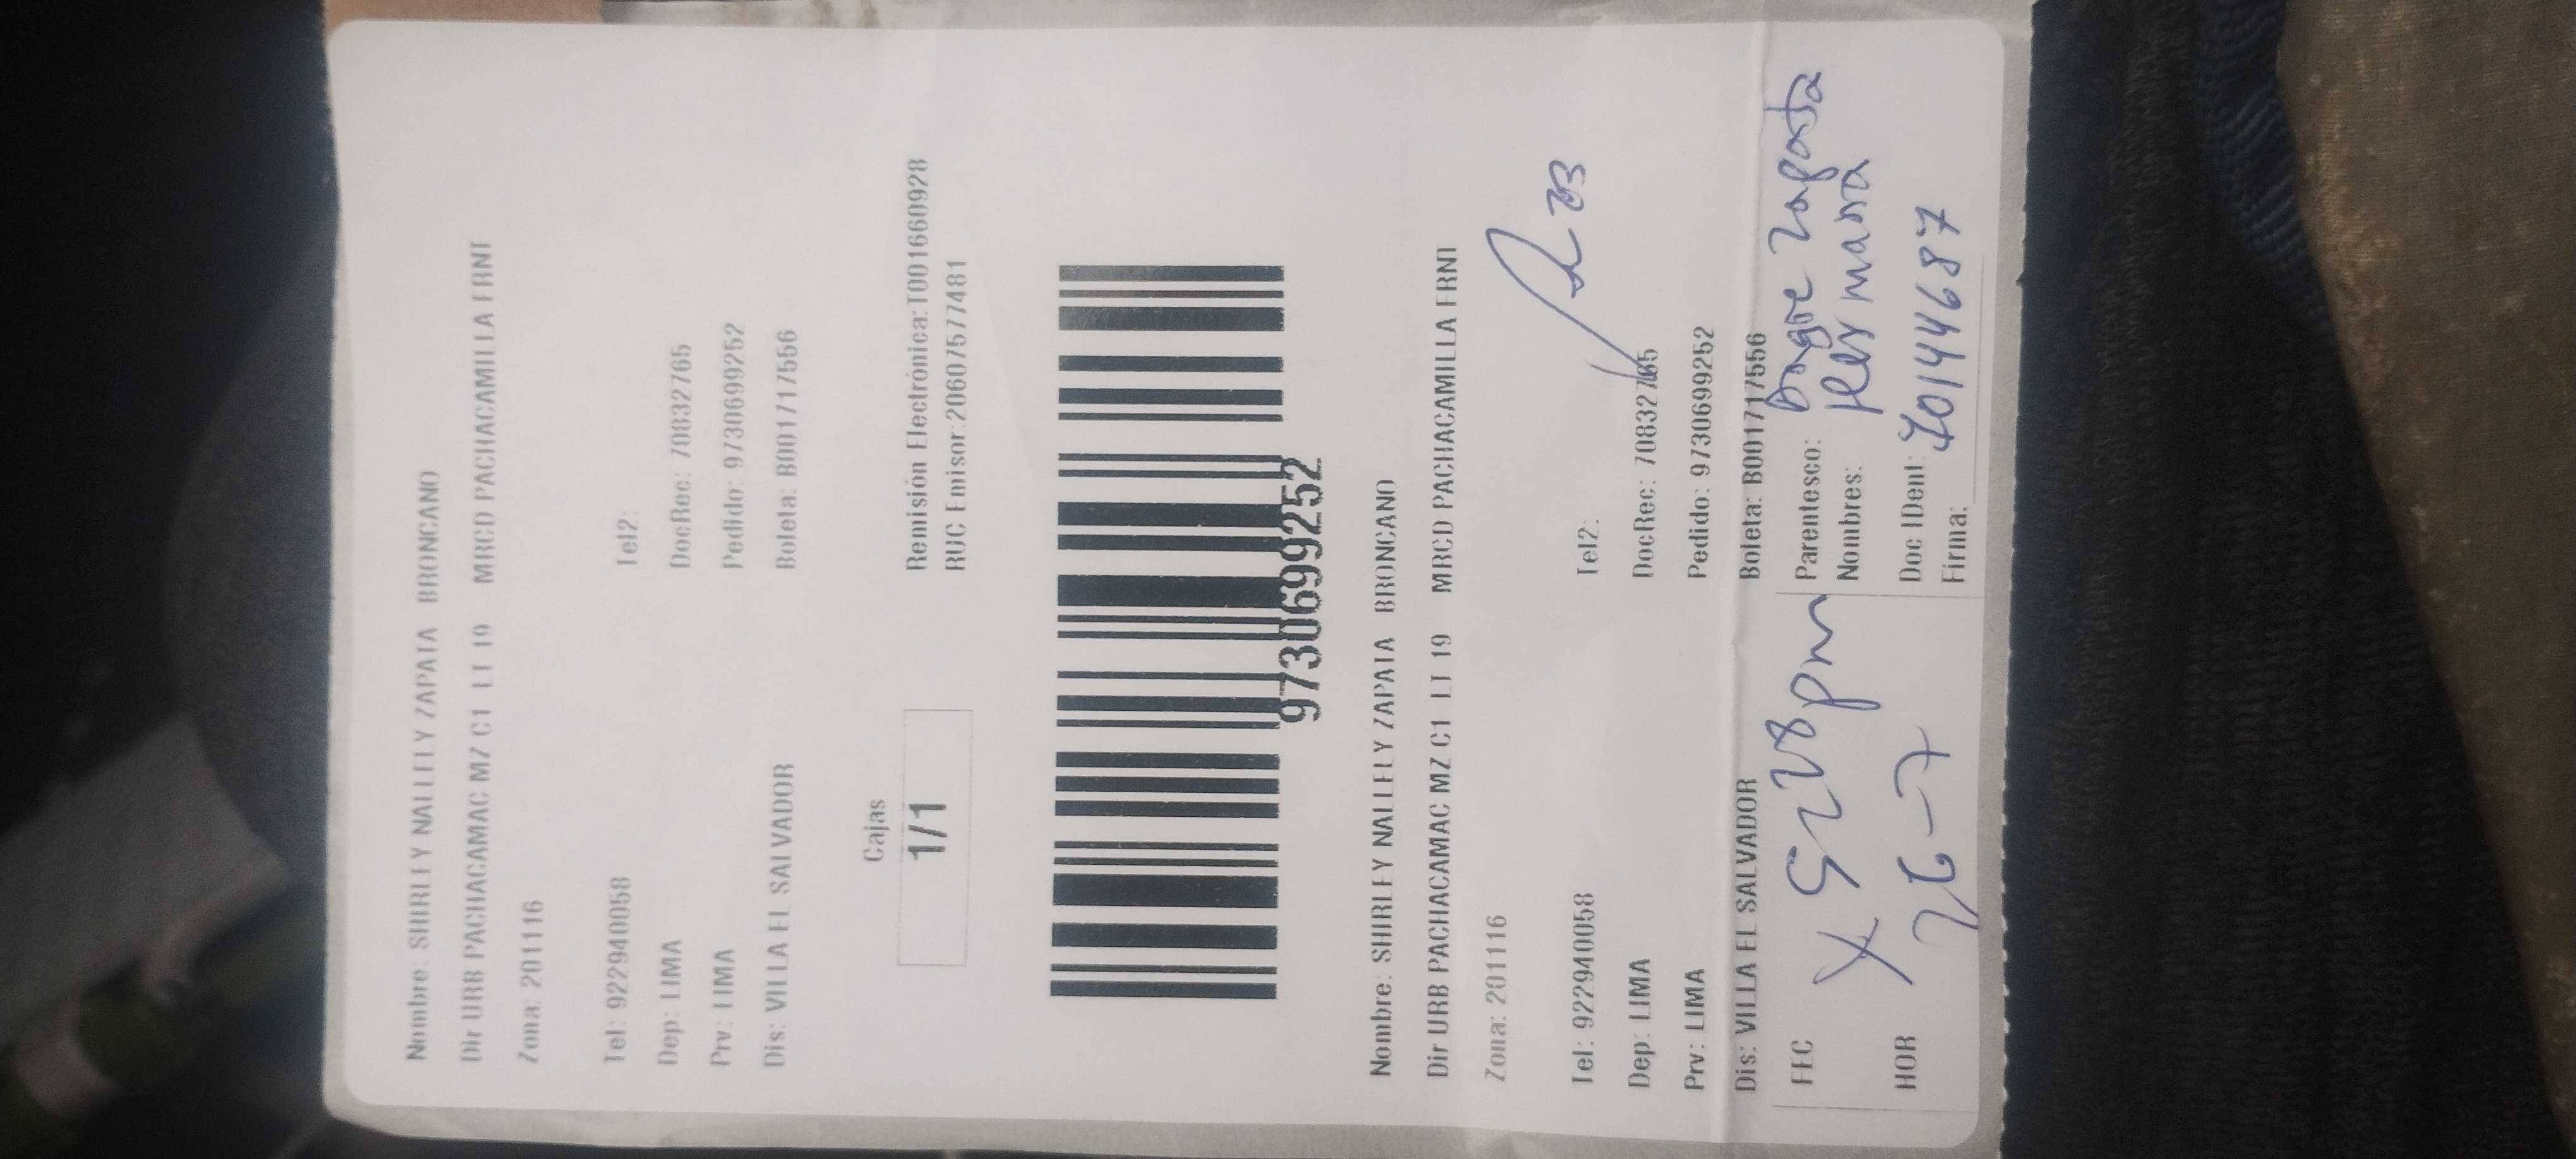 Nombre: SHIRLEY NALLELY ZAPATA BRONCANO
Dir URB PACHACAMAC MZ C1 LT 19 MRCD PACHACAMILLA FRNT
Zona: 201116
Tel: 922940058 Tel2:
Dep: LIMA DocRec: 70832765
Prv: LIMA Pedido: 9730699252
Dis: VILLA EL SALVADOR Boleta: B001717556
Cajas
1/1
Remisión Electrónica: T001660928
RUC Emisor: 20607577481
9730699252
Nombre: SHIRLEY NALLELY ZAPATA BRONCANO
Dir URB PACHACAMAC MZ C1 LT 19 MRCD PACHACAMILLA FRNT
Zona: 201116
Tel: 922940058 Tel2:
Dep: LIMA DocRec: 70832765
Prv: LIMA Pedido: 9730699252
Dis: VILLA EL SALVADOR Boleta: B001717556
FEC X 5 28 pm Parentesco: Zapata
Nombres: mana
HOR 26-7 Doc IDent: 70144687
Firma: